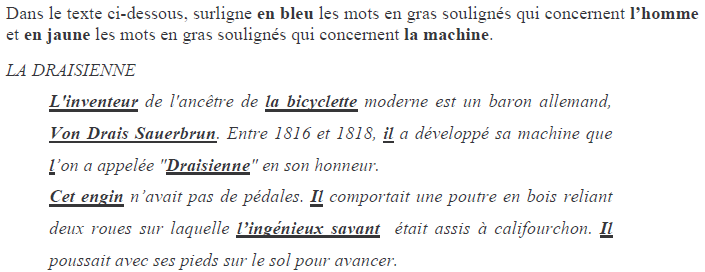 Dans le texte ci-dessous, surligne en bleu les mots en gras soulignés qui concernent l'homme
et en jaune les mots en gras soulignés qui concernent la machine.
LA DRAISIENNE
L'inventeur de l'ancêtre de la bicyclette moderne est un baron allemand,
Von Drais Sauerbrun. Entre 1816 et 1818, il a développé sa machine que
l'on a appelée "Draisienne" en son honneur.
Cet engin n'avait pas de pédales. Il comportait une poutre en bois reliant
deux roues sur laquelle l'ingénieux savant était assis à califourchon. Il
poussait avec ses pieds sur le sol pour avancer.